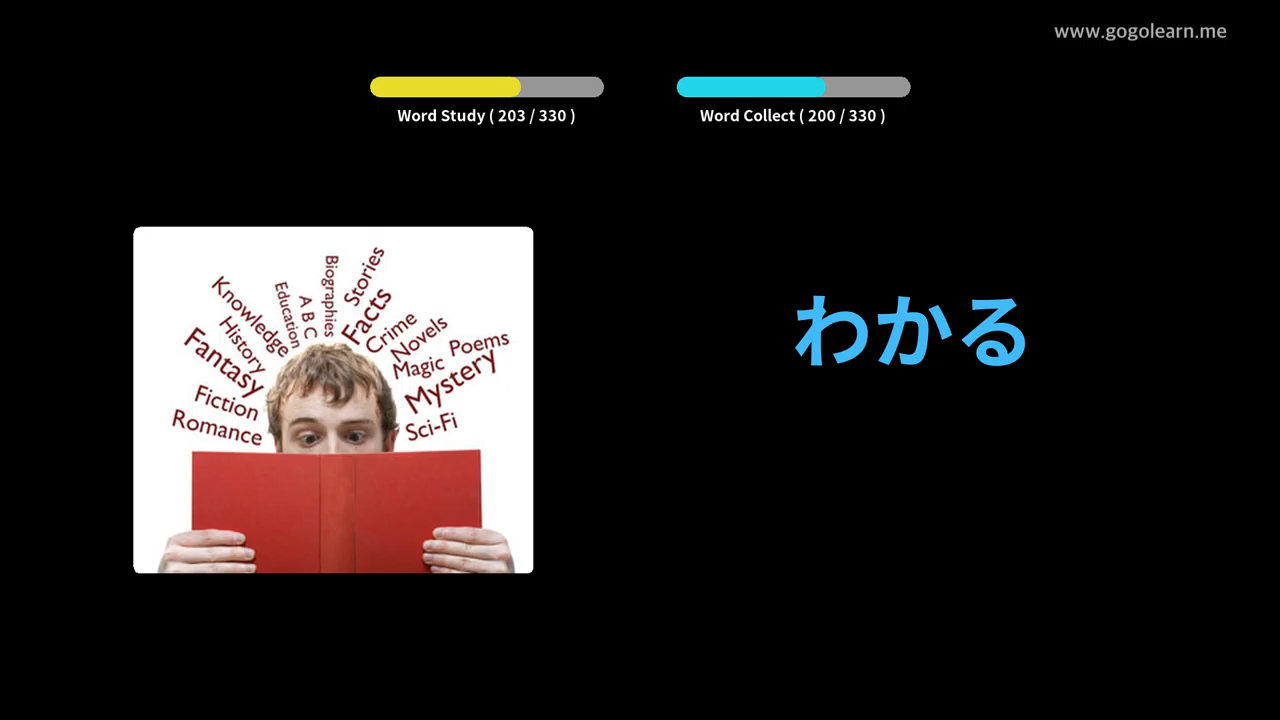 www.gogolearn.me
Word Study ( 203 / 330 )
Word Collect ( 200 / 330 )
Biographies
Stories
Education
A B C
Facts
Knowledge
Crime
History
Novels
Poems
Fantasy
Magic
Mystery
Fiction
Romance
Sci-Fi
わかる